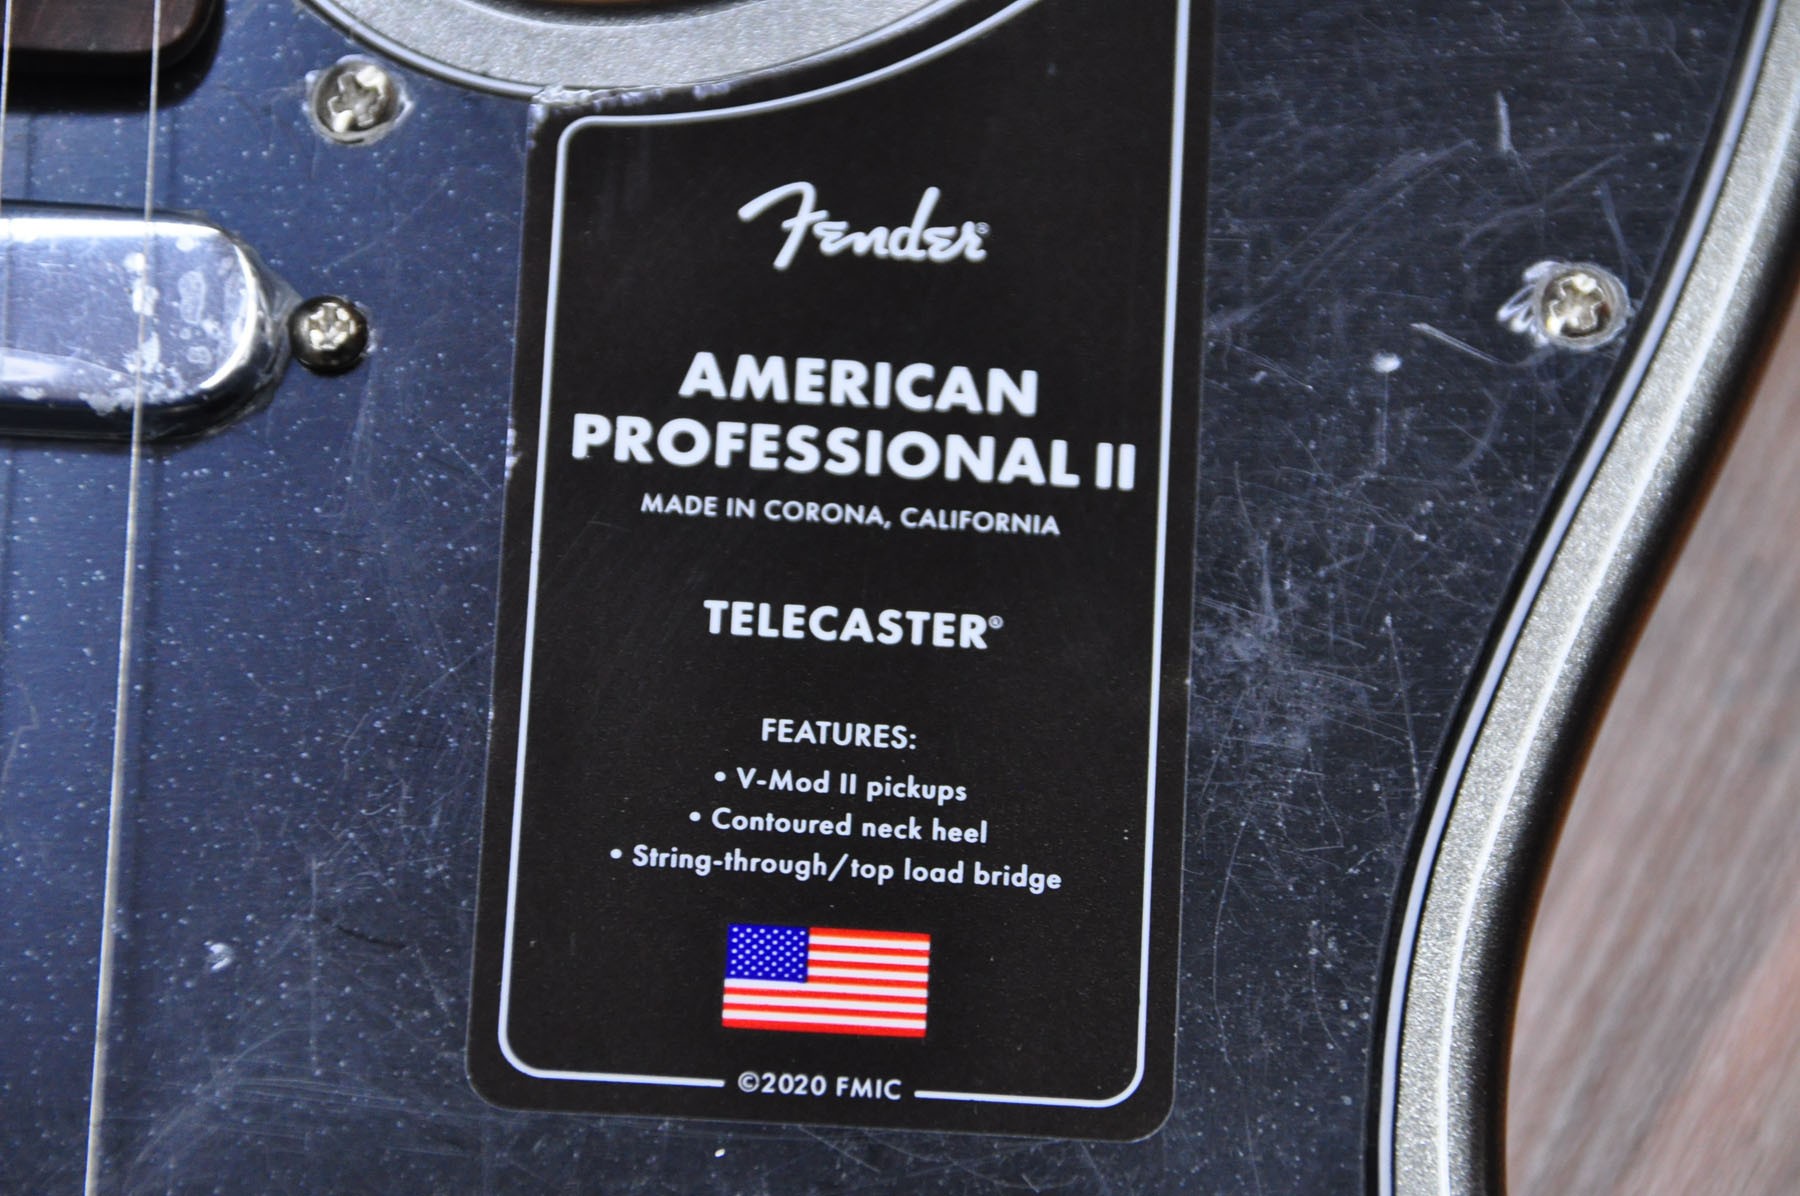 Fender®
AMERICAN
PROFESSIONAL II
MADE IN CORONA, CALIFORNIA
TELECASTER®
FEATURES:
• V-Mod II pickups
• Contoured neck heel
• String-through/top load bridge
©2020 FMIC